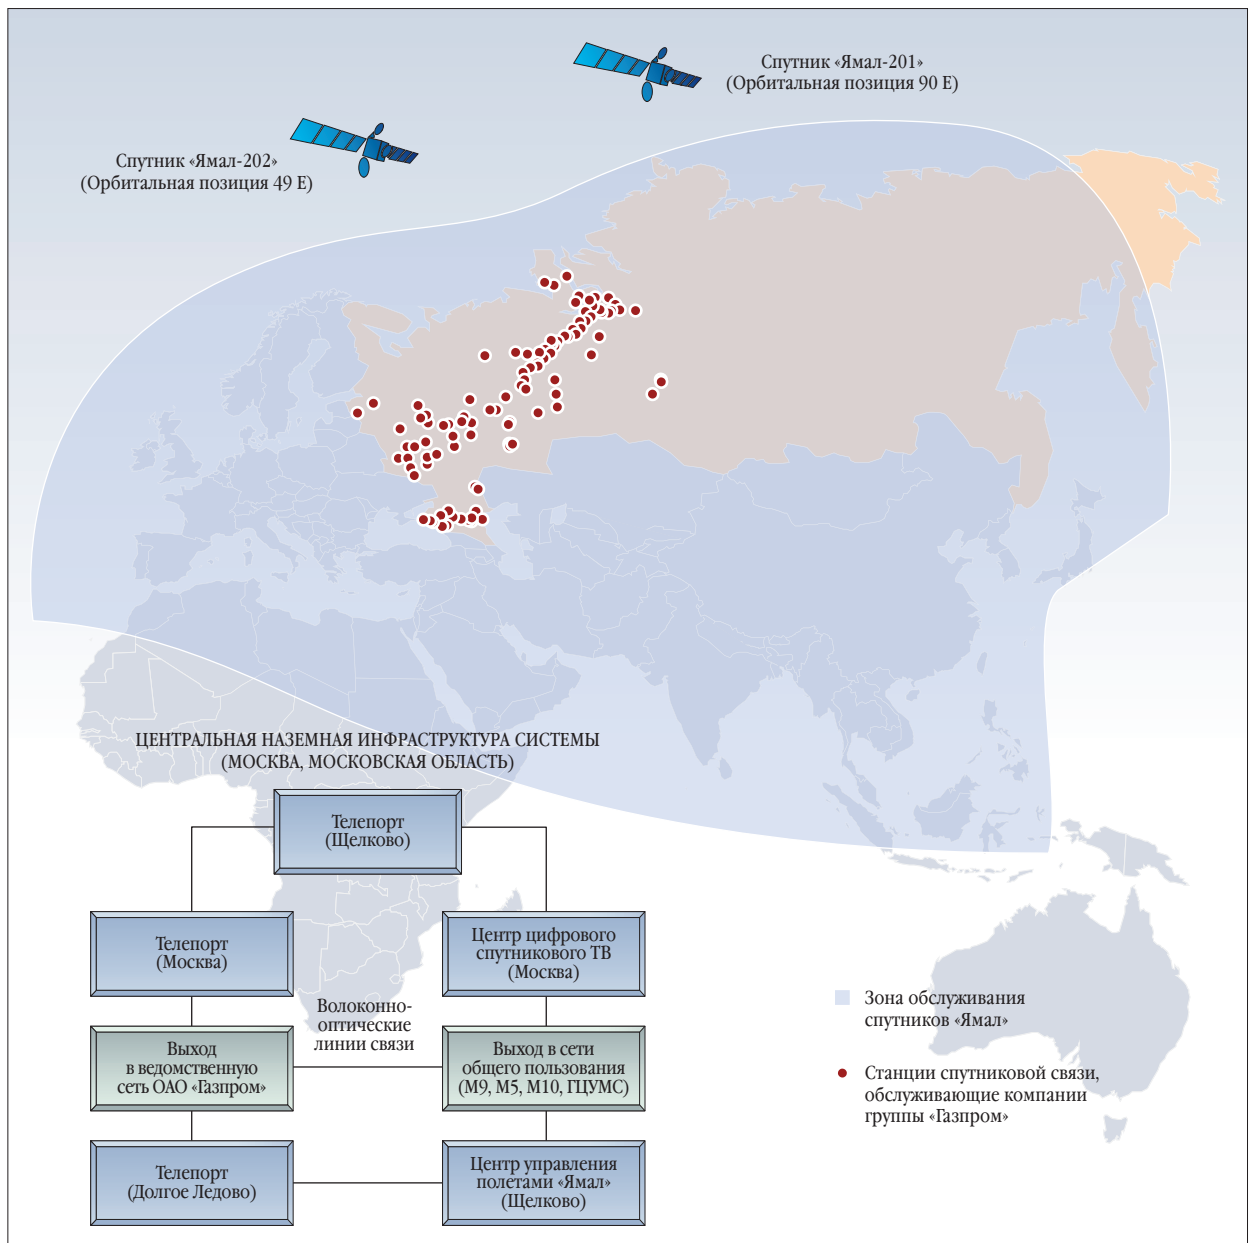 Спутник «Ямал-201»
(Орбитальная позиция 90 E)
Спутник «Ямал-202»
(Орбитальная позиция 49 E)
ЦЕНТРАЛЬНАЯ НАЗЕМНАЯ ИНФРАСТРУКТУРА СИСТЕМЫ
(МОСКВА, МОСКОВСКАЯ ОБЛАСТЬ)
Телепорт
(Щелково)
Телепорт
(Москва)
Центр цифрового
спутникового ТВ
(Москва)
Волоконно-
оптические
линии связи
Выход
в ведомственную
сеть ОАО «Газпром»
Выход в сети
общего пользования
(М9, М5, М10, ГЦУМС)
Телепорт
(Долгое Ледово)
Центр управления
полетами «Ямал»
(Щелково)
Зона обслуживания
спутников «Ямал»
Станции спутниковой связи,
обслуживающие компании
группы «Газпром»